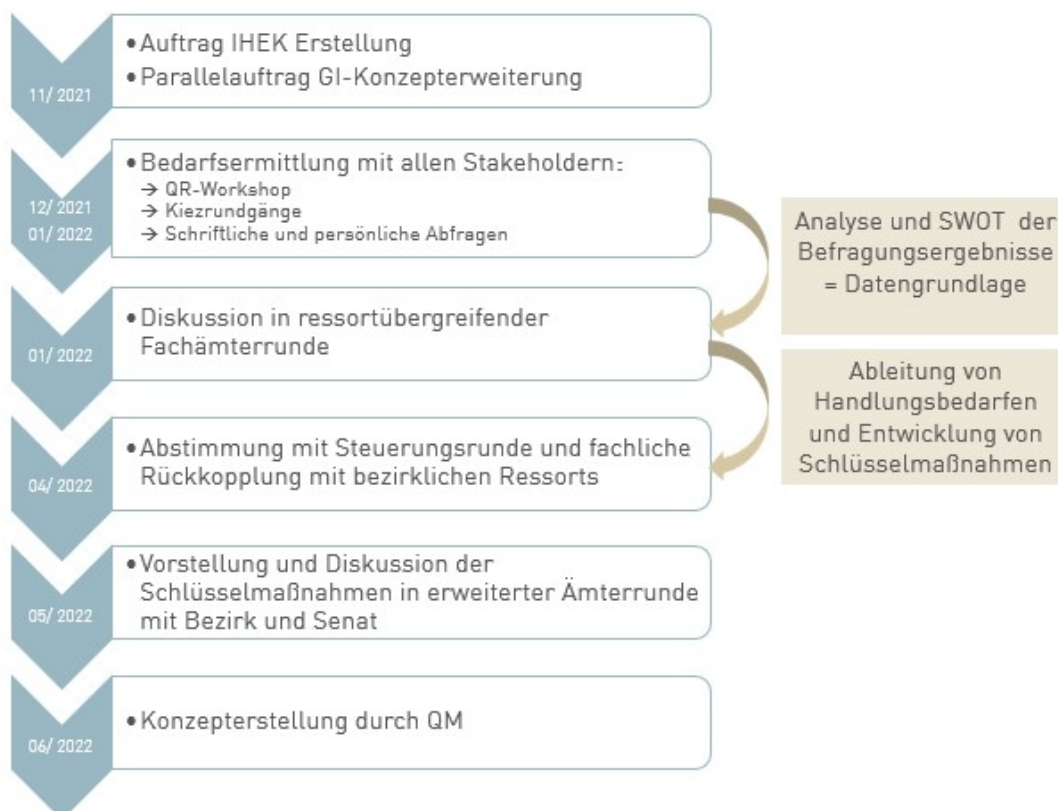 11/ 2021
•Auftrag IHEK Erstellung
•Parallelauftrag GI-Konzepterweiterung
12/ 2021
01/ 2022
•Bedarfsermittlung mit allen Stakeholdern:
→ QR-Workshop
→ Kiezrundgänge
→ Schriftliche und persönliche Abfragen
Analyse und SWOT der
Befragungsergebnisse
= Datengrundlage
01/ 2022
•Diskussion in ressortübergreifender
Fachämterrunde
Ableitung von
Handlungsbedarfen
und Entwicklung von
Schlüsselmaßnahmen
04/ 2022
•Abstimmung mit Steuerungsrunde und fachliche
Rückkopplung mit bezirklichen Ressorts
05/ 2022
•Vorstellung und Diskussion der
Schlüsselmaßnahmen in erweiterter Ämterrunde
mit Bezirk und Senat
06/ 2022
•Konzepterstellung durch QM